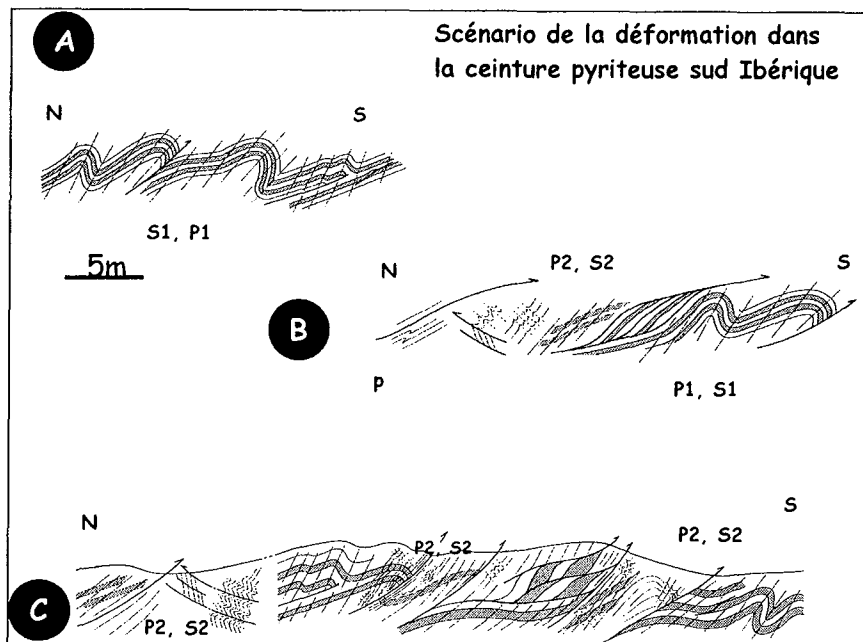 A
Scénario de la déformation dans
la ceinture pyriteuse sud Ibérique
N S
S1, P1
5m
N P2, S2 S
B
P P1, S1
S
N
P2, S2 P2, S2
C
P2, S2